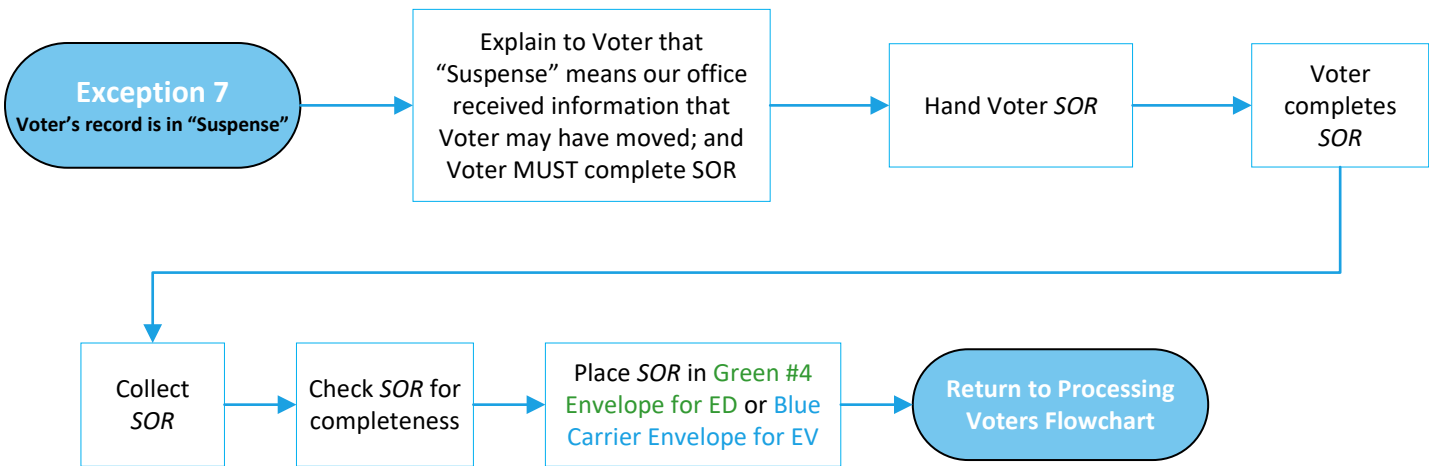 Exception 7
Voter's record is in “Suspense”
Explain to Voter that
“Suspense” means our office
received information that
Voter may have moved; and
Voter MUST complete SOR
Hand Voter SOR
Voter
completes
SOR
Collect
SOR
Check SOR for
completeness
Place SOR in Green #4
Envelope for ED or Blue
Carrier Envelope for EV
Return to Processing
Voters Flowchart